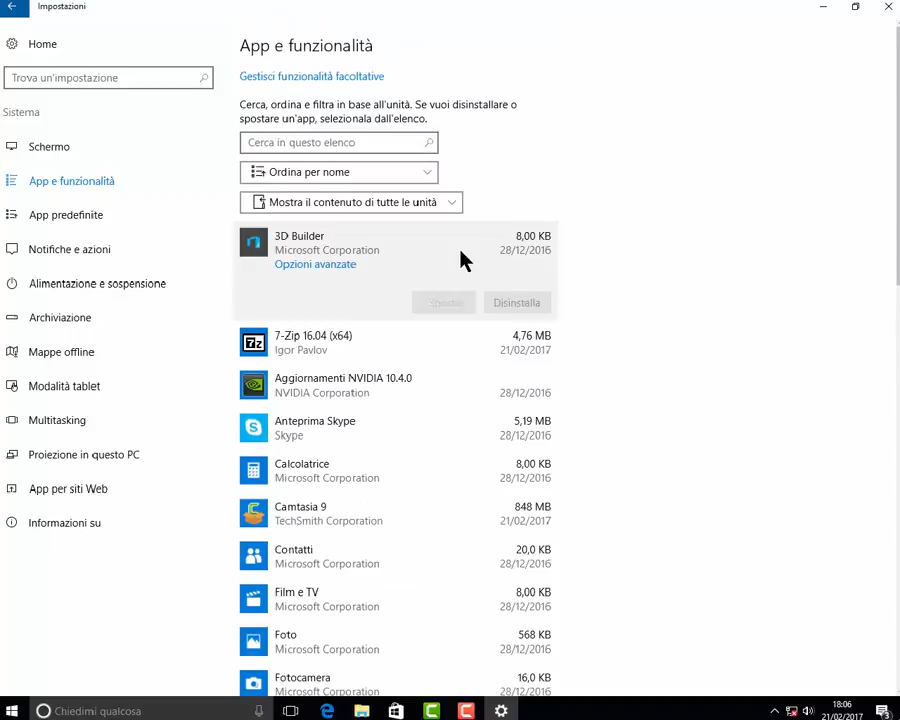 Impostazioni
Home
Trova un'impostazione
Sistema
Schermo
App e funzionalità
App predefinite
Notifiche e azioni
Alimentazione e sospensione
Archiviazione
Mappe offline
Modalità tablet
Multitasking
Proiezione in questo PC
App per siti Web
Informazioni su
App e funzionalità
Gestisci funzionalità facoltative
Cerca, ordina e filtra in base all'unità. Se vuoi disinstallare o
spostare un'app, selezionala dall'elenco.
Cerca in questo elenco
Ordina per nome
Mostra il contenuto di tutte le unità
3D Builder 8,00 KB
Microsoft Corporation 28/12/2016
Opzioni avanzate
Disinstalla
7-Zip 16.04 (x64) 4,76 MB
Igor Pavlov 21/02/2017
Aggiornamenti NVIDIA 10.4.0
NVIDIA Corporation 28/12/2016
Anteprima Skype 5,19 MB
Skype 28/12/2016
Calcolatrice 8,00 KB
Microsoft Corporation 28/12/2016
Camtasia 9 848 MB
TechSmith Corporation 21/02/2017
Contatti 20,0 KB
Microsoft Corporation 28/12/2016
Film e TV 8,00 KB
Microsoft Corporation 28/12/2016
Foto 568 KB
Microsoft Corporation 28/12/2016
Fotocamera 16,0 KB
Microsoft Corporation 28/12/2016
Chiedimi qualcosa
18:06
21/02/2017